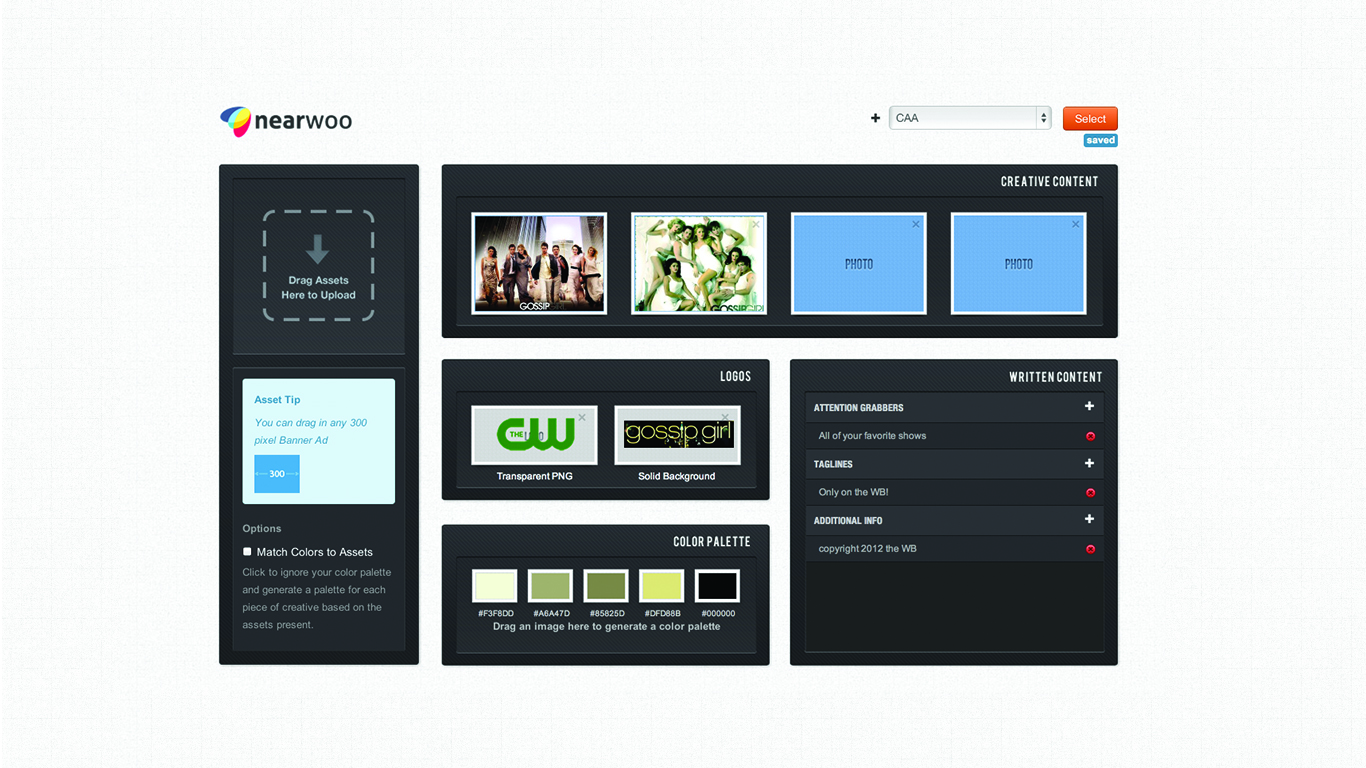 nearwoo
CAA
Select
saved
Drag Assets
Here to Upload
Asset Tip
You can drag in any 300
pixel Banner Ad
300
Options
Match Colors to Assets
Click to ignore your color palette
and generate a palette for each
piece of creative based on the
assets present.
CREATIVE CONTENT
GOSSIP
GOSSIPGIRL
PHOTO
PHOTO
LOGOS
THE CW
gossip girl
Transparent PNG
Solid Background
COLOR PALETTE
#F3F8DD
#A6A47D
#85825D
#DFD88B
#000000
Drag an image here to generate a color palette
WRITTEN CONTENT
ATTENTION GRABBERS
All of your favorite shows
TAGLINES
Only on the WB!
ADDITIONAL INFO
copyright 2012 the WB